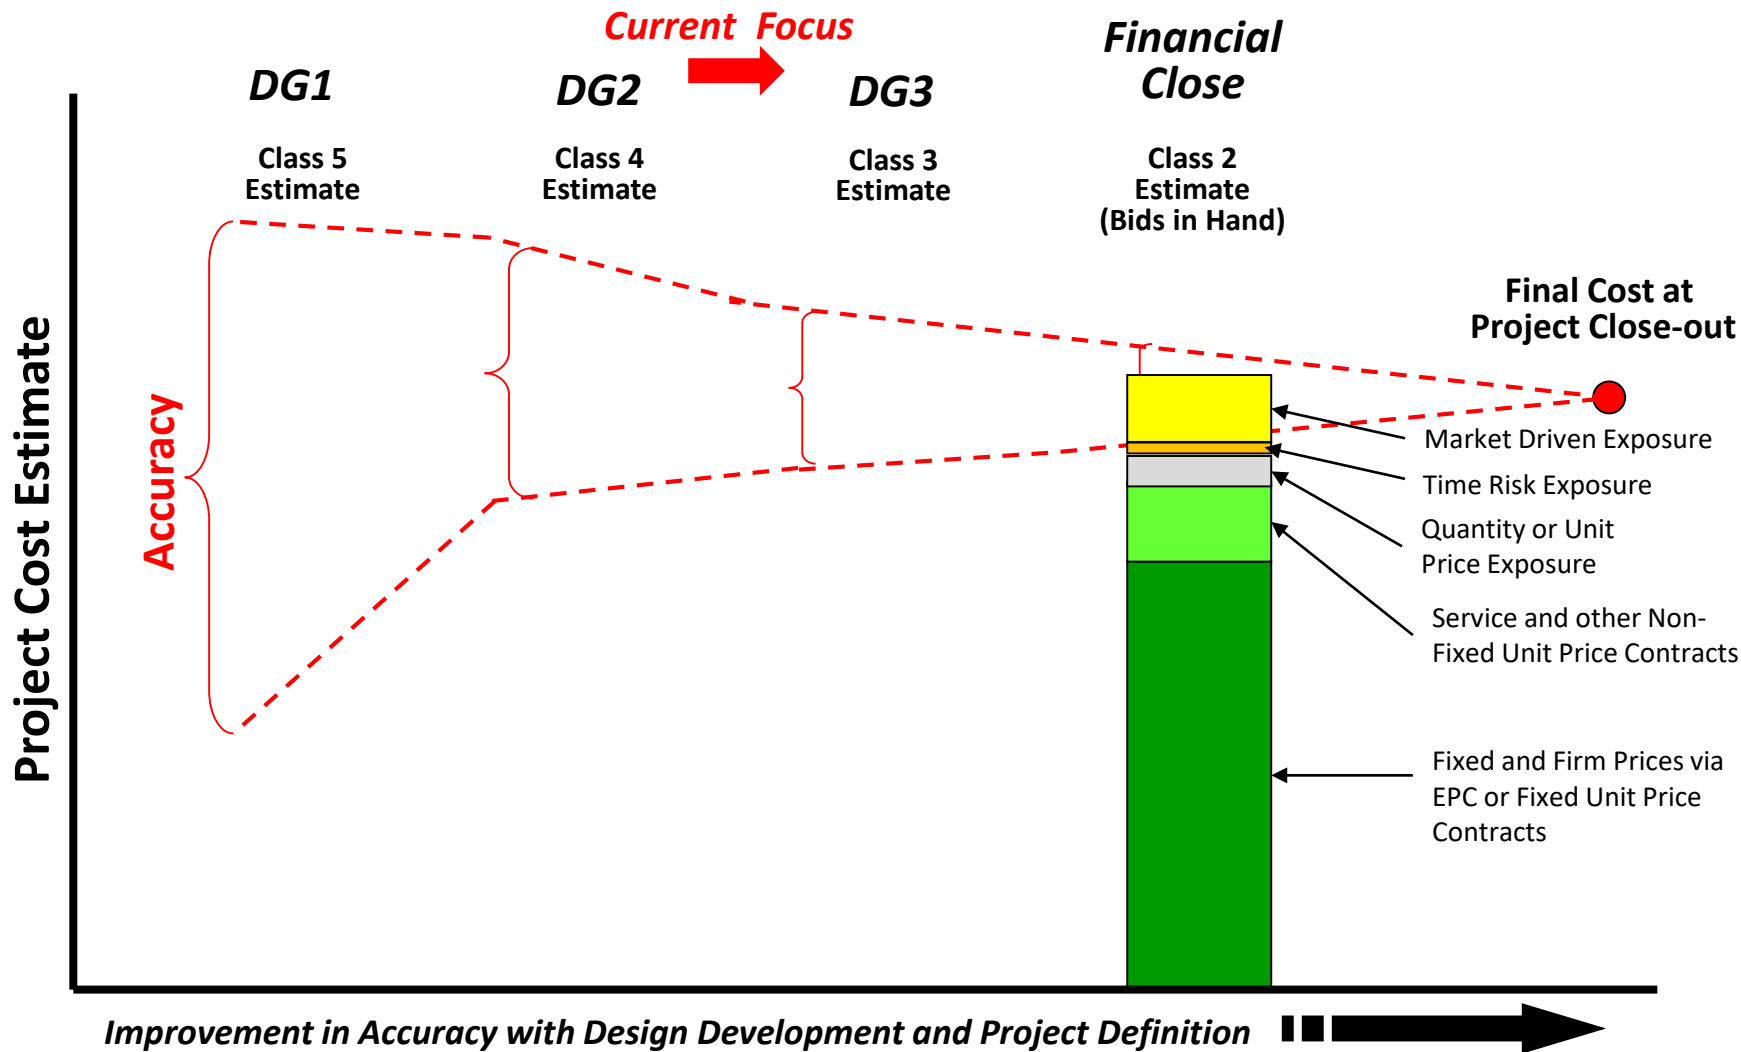 Current Focus
DG1
DG2
DG3
Financial
Close
Class 5
Estimate
Class 4
Estimate
Class 3
Estimate
Class 2
Estimate
(Bids in Hand)
Final Cost at
Project Close-out
Project Cost Estimate
Accuracy
Market Driven Exposure
Time Risk Exposure
Quantity or Unit
Price Exposure
Service and other Non-
Fixed Unit Price Contracts
Fixed and Firm Prices via
EPC or Fixed Unit Price
Contracts
Improvement in Accuracy with Design Development and Project Definition